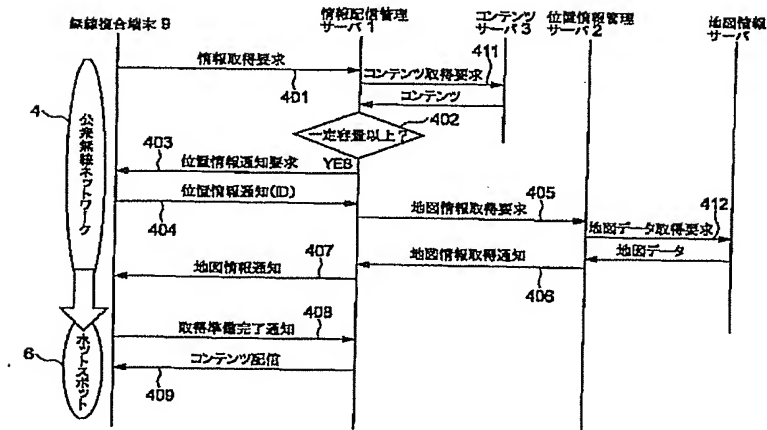 無線複合端末 9
情報配信管理
サーバ 1
コンテンツ
サーバ 3
位置情報管理
サーバ 2
地図情報
サーバ
411
情報取得要求
401
コンテンツ取得要求
コンテンツ
402
一定容量以上?
YES
4
公衆無線ネットワーク
403
位置情報通知要求
位置情報通知(ID)
404
405
地図情報取得要求
412
地図データ取得要求
地図データ
407
地図情報通知
地図情報取得通知
406
408
取得準備完了通知
6
ホットスポット
コンテンツ配信
409